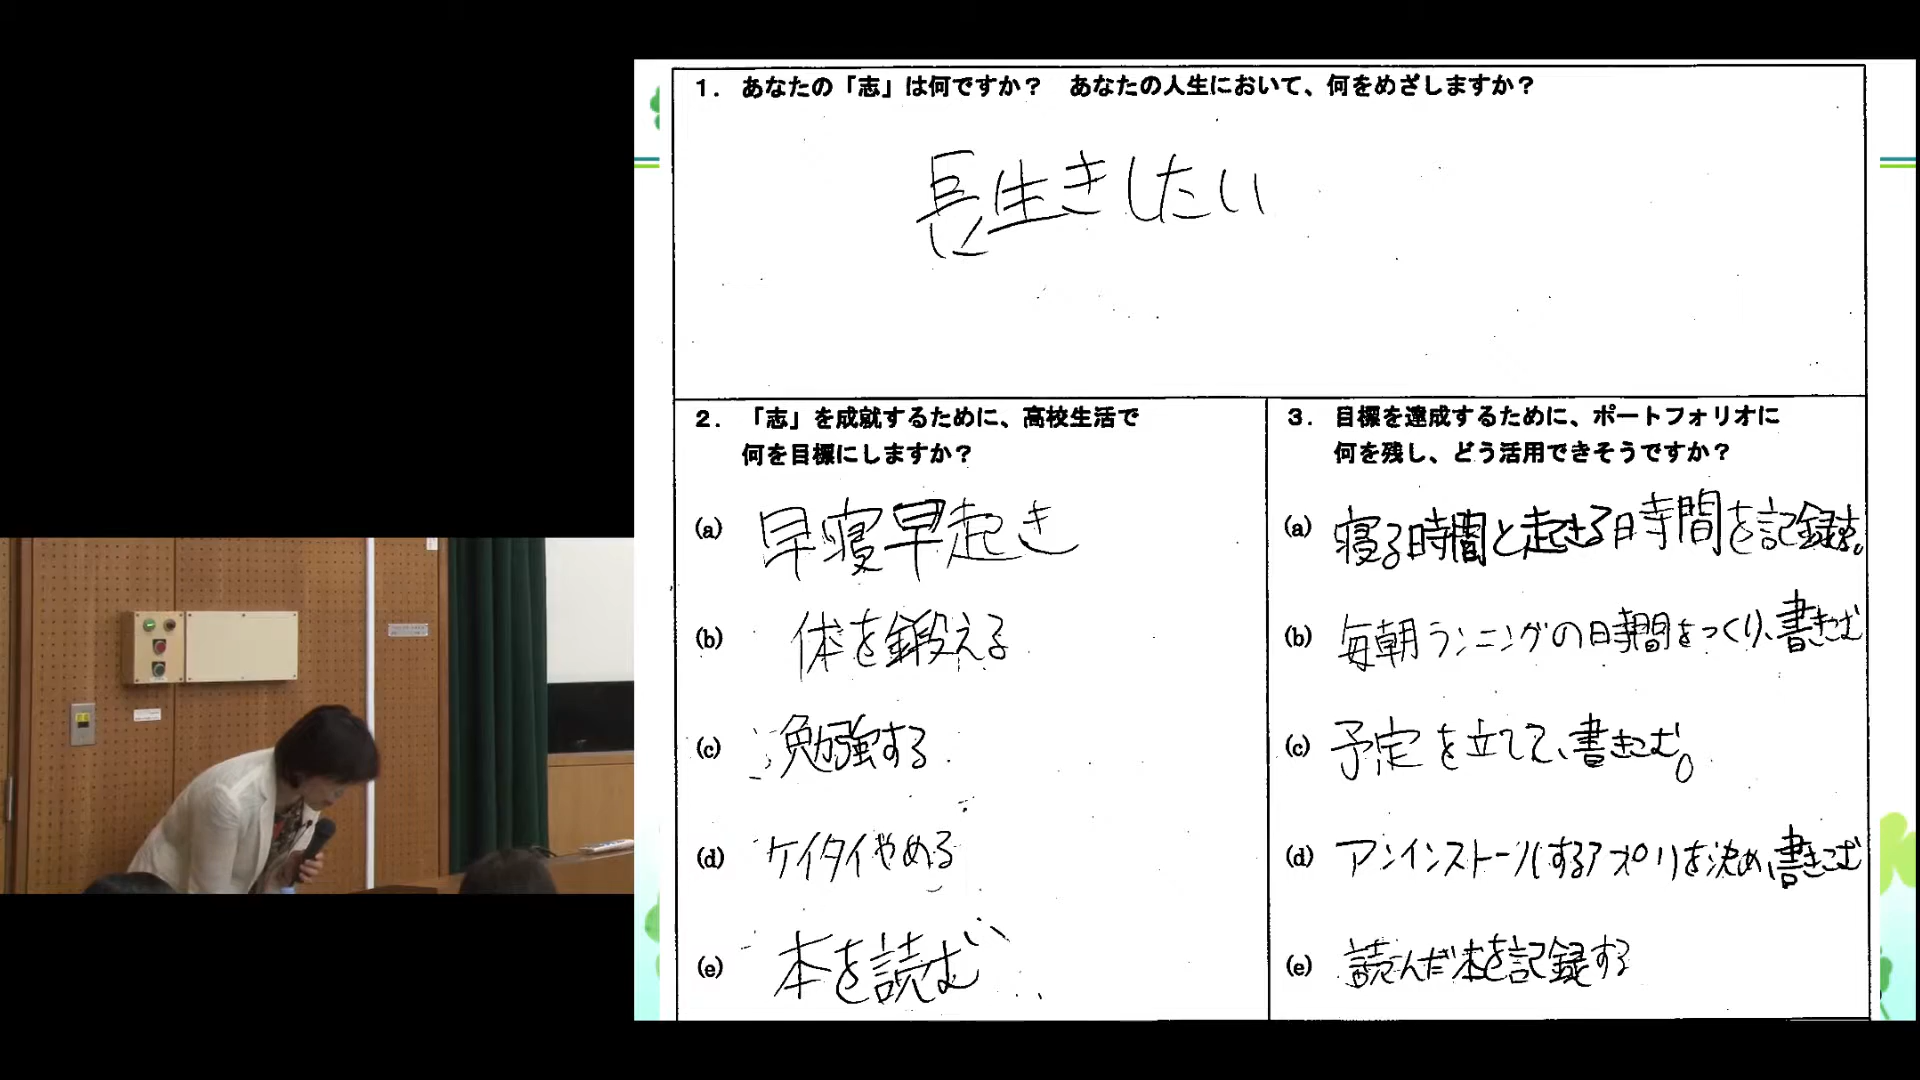 1. あなたの「志」は何ですか？ あなたの人生において、何をめざしますか？
長生きしたい
2. 「志」を成就するために、高校生活で
何を目標にしますか？
(a) 早寝早起き
(b) 体を鍛える
(c) 勉強する
(d) ケイタイやめる
(e) 本を読む
3. 目標を達成するために、ポートフォリオに
何を残し、どう活用できそうですか？
(a) 寝る時間と起きる時間を記録
(b) 毎朝ランニングの時間をつくり、書きこむ
(c) 予定を立てて、書きこむ。
(d) アンインストールするアプリを決め、書きこむ
(e) 読んだ本を記録する